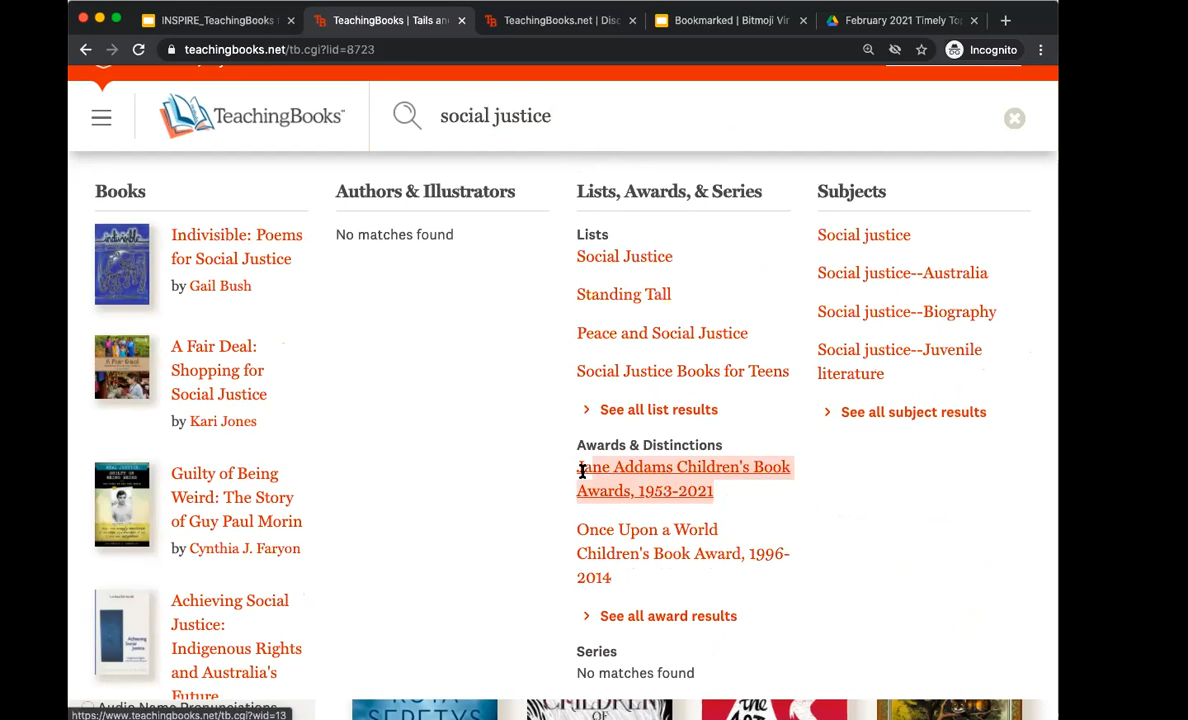 INSPIRE_TeachingBooks
TeachingBooks | Tails an
TeachingBooks.net | Disc
Bookmarked | Bitmoji Vir
February 2021 Timely To
teachingbooks.net/tb.cgi?lid=8723
Incognito
TeachingBooks
social justice
Books
Indivisible: Poems
for Social Justice
by Gail Bush
A Fair Deal:
Shopping for
Social Justice
by Kari Jones
Guilty of Being
Weird: The Story
of Guy Paul Morin
by Cynthia J. Faryon
Achieving Social
Justice:
Indigenous Rights
and Australia's
Future
Authors & Illustrators
No matches found
Lists, Awards, & Series
Lists
Social Justice
Standing Tall
Peace and Social Justice
Social Justice Books for Teens
See all list results
Awards & Distinctions
Jane Addams Children's Book
Awards, 1953-2021
Once Upon a World
Children's Book Award, 1996-
2014
See all award results
Series
No matches found
Subjects
Social justice
Social justice--Australia
Social justice--Biography
Social justice--Juvenile
literature
See all subject results
Audio Name Pronunciations
https://www.teachingbooks.net/tb.cgi?wid=13
SEPETYS
CHILDREN